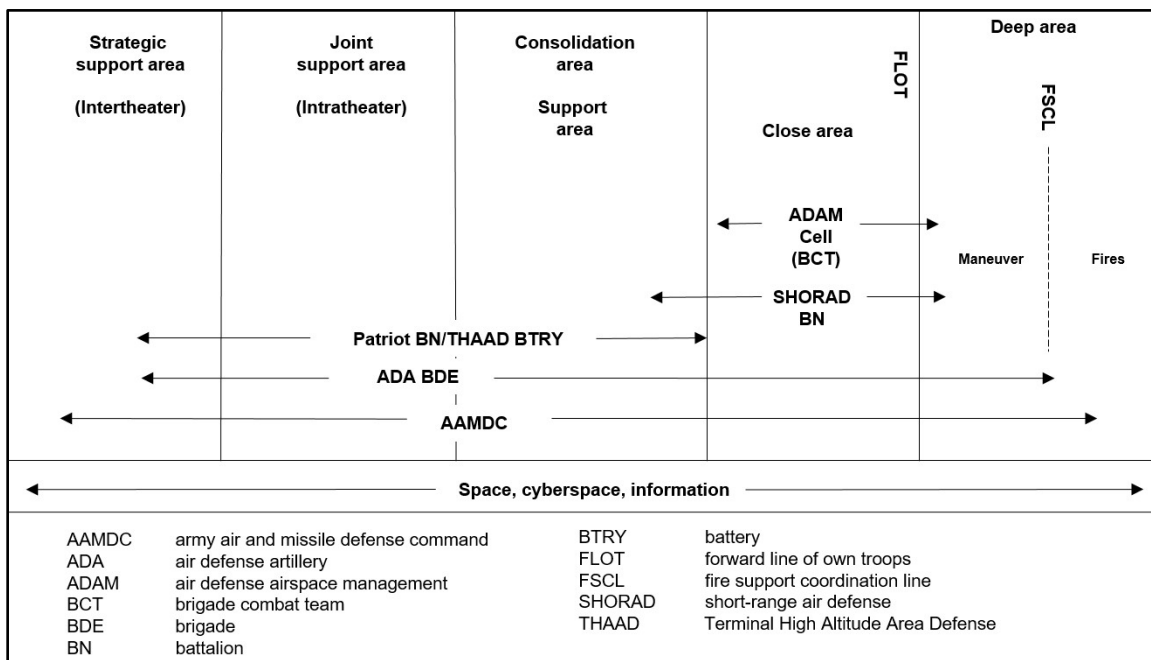 Strategic
support area
(Intertheater)
Joint
support area
(Intratheater)
Consolidation
area
Support
area
Close area
FLOT
Deep area
FSCL
ADAM
Cell
(BCT)
Maneuver
Fires
SHORAD
BN
Patriot BN/THAAD BTRY
ADA BDE
AAMDC
Space, cyberspace, information
AAMDC army air and missile defense command
ADA air defense artillery
ADAM air defense airspace management
BCT brigade combat team
BDE brigade
BN battalion
BTRY battery
FLOT forward line of own troops
FSCL fire support coordination line
SHORAD short-range air defense
THAAD Terminal High Altitude Area Defense